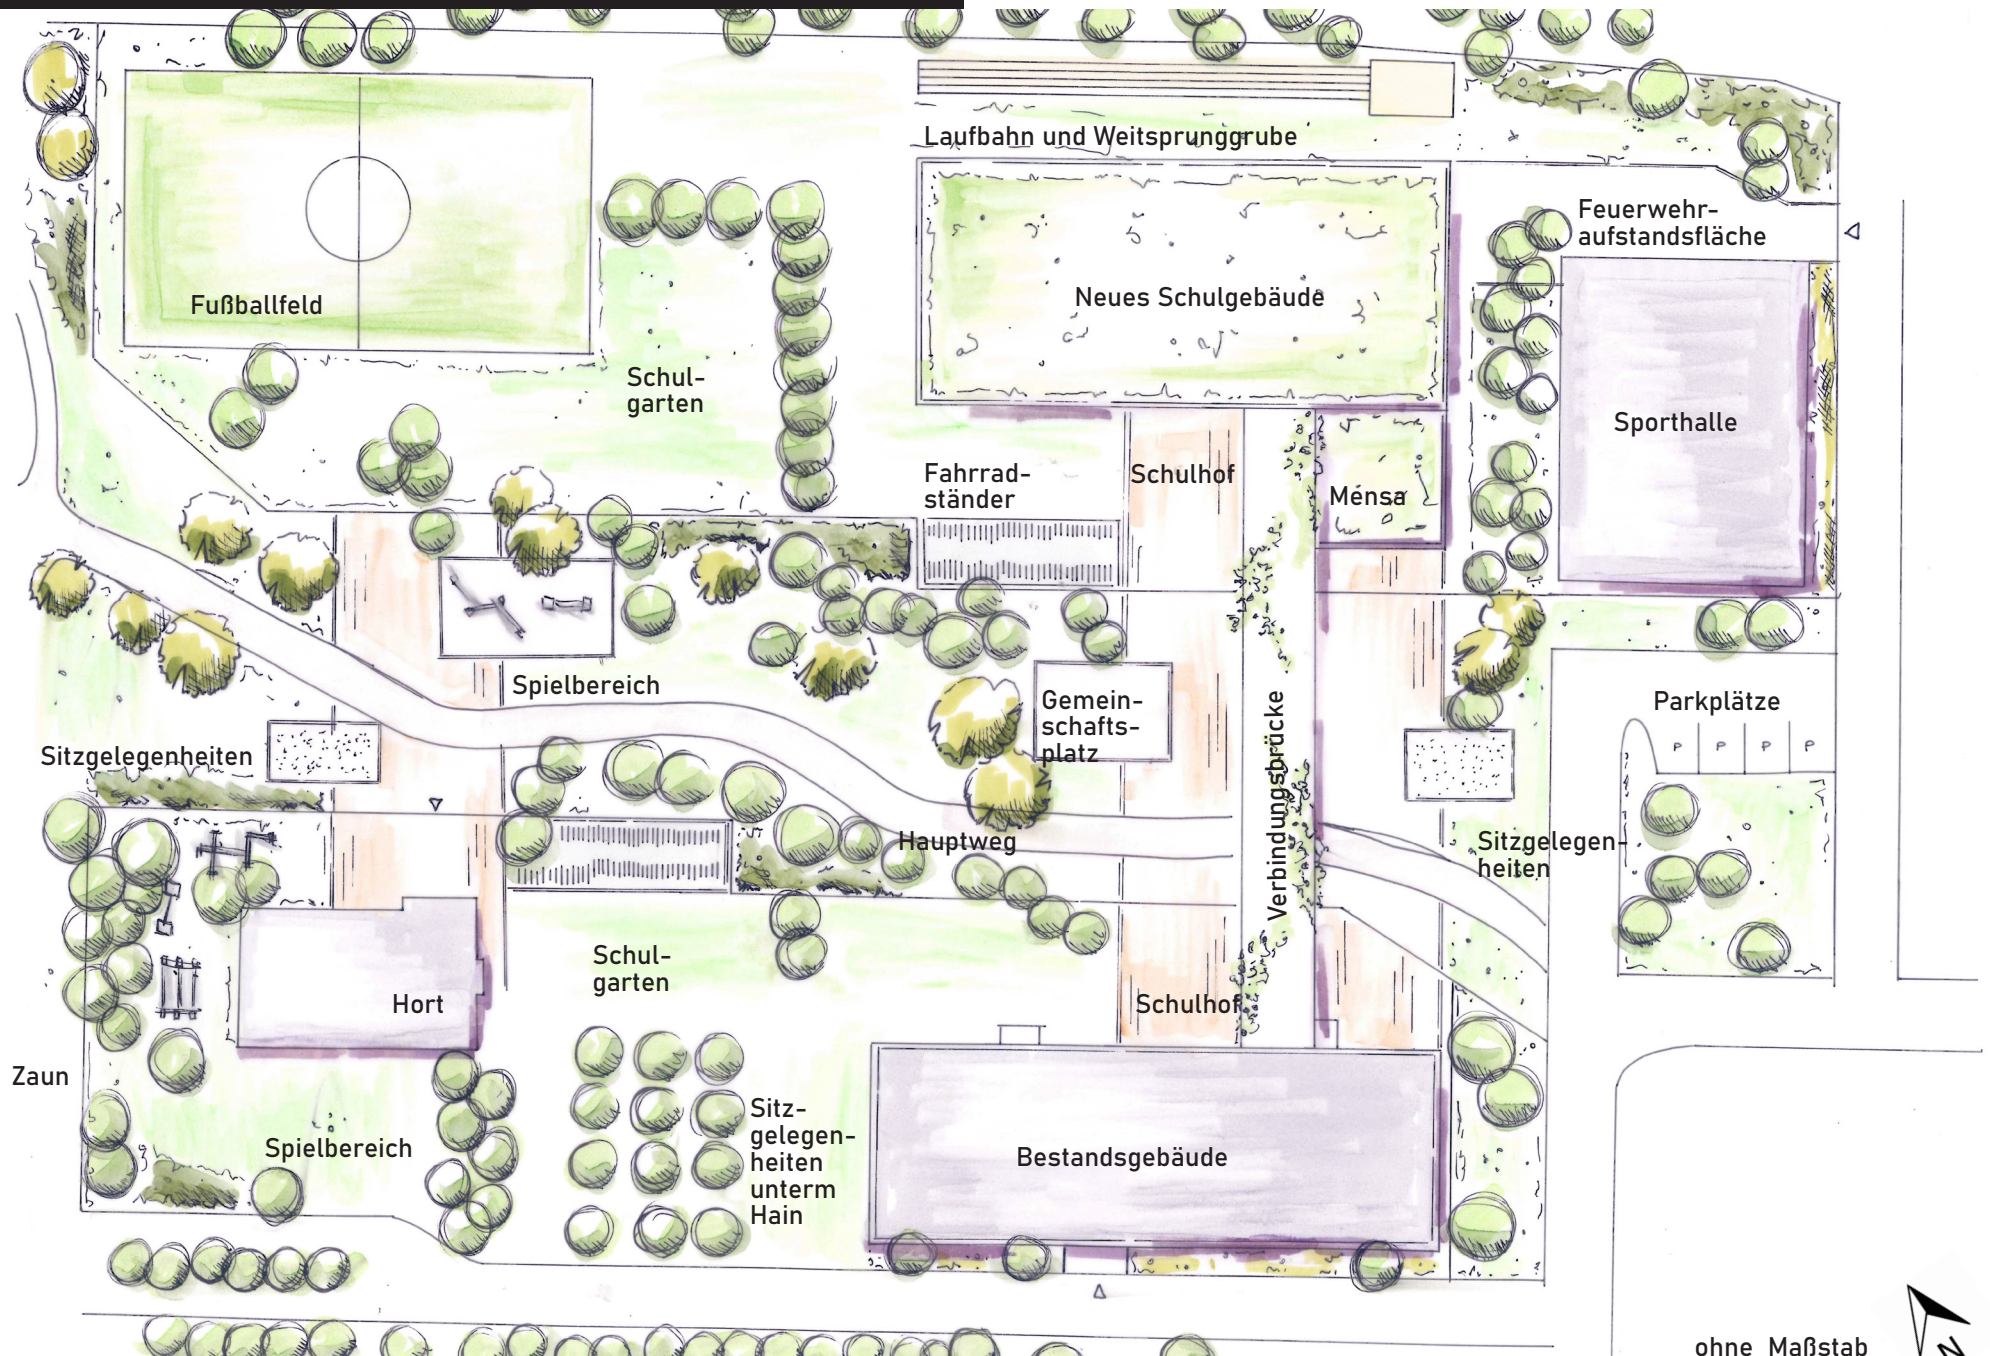 Laufbahn und Weitsprunggrube
Feuerwehr-
aufstandsfläche
Fußballfeld
Neues Schulgebäude
Schul-
garten
Sporthalle
Fahrrad-
ständer
Schulhof
Mensa
Spielbereich
Gemein-
schafts-
platz
Verbindungsbrücke
Parkplätze
P P P P
Sitzgelegenheiten
Hauptweg
Sitzgelegen-
heiten
Schul-
garten
Hort
Schulhof
Zaun
Sitz-
gelegen-
heiten
unterm
Hain
Spielbereich
Bestandsgebäude
N
ohne Maßstab